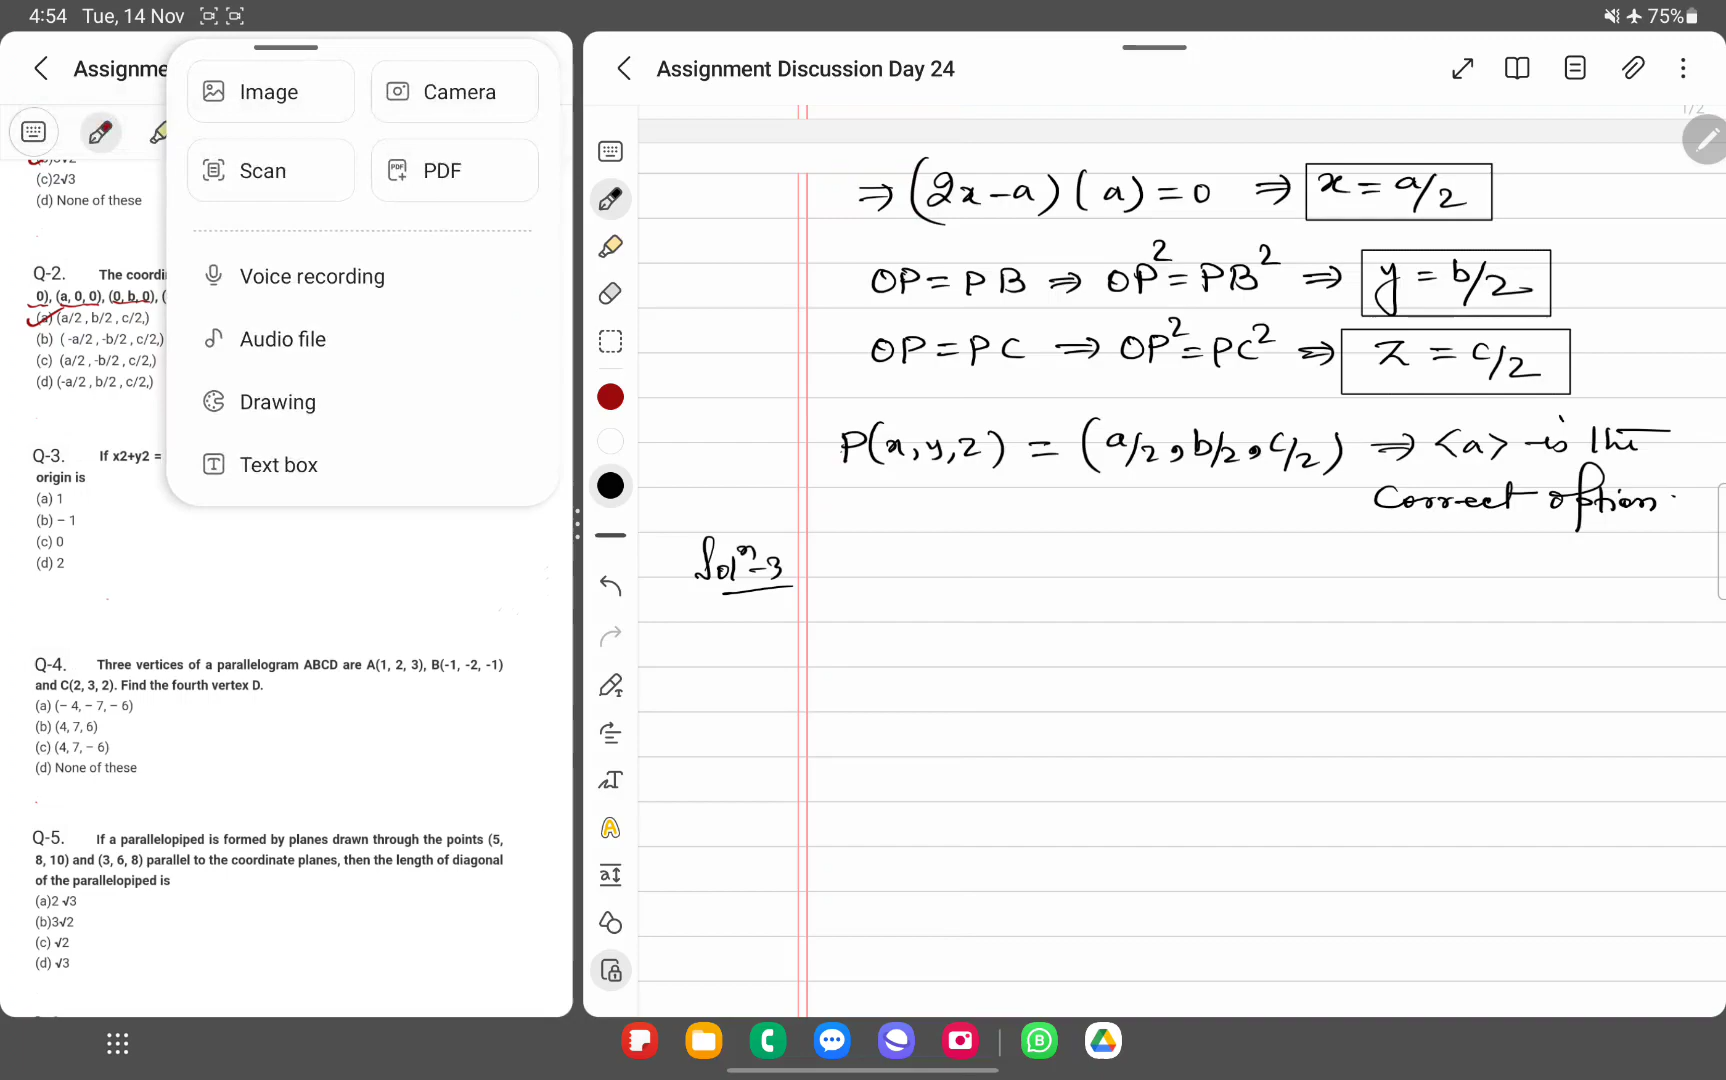 4:54 Tue, 14 Nov
75%
Assignme
Image
Camera
Scan
PDF
Voice recording
Audio file
Drawing
Text box
(c)2√3
(d) None of these
Q-2. The coordi
0), (a, 0, 0), (0, b, 0), (
(a) (a/2 , b/2 , c/2,)
(b) ( -a/2 , -b/2 , c/2,)
(c) (a/2 , -b/2 , c/2,)
(d) (-a/2 , b/2 , c/2,)
Q-3. If x2+y2 =
origin is
(a) 1
(b) – 1
(c) 0
(d) 2
Q-4. Three vertices of a parallelogram ABCD are A(1, 2, 3), B(-1, -2, -1)
and C(2, 3, 2). Find the fourth vertex D.
(a) (– 4, – 7, – 6)
(b) (4, 7, 6)
(c) (4, 7, – 6)
(d) None of these
Q-5. If a parallelopiped is formed by planes drawn through the points (5,
8, 10) and (3, 6, 8) parallel to the coordinate planes, then the length of diagonal
of the parallelopiped is
(a)2 √3
(b)3√2
(c) √2
(d) √3
Assignment Discussion Day 24
1/2
⇒ (2x-a)(a) = 0 ⇒ x = a/2
OP = PB ⇒ OP² = PB² ⇒ y = b/2
OP = PC ⇒ OP² = PC² ⇒ z = c/2
P(x,y,z) = (a/2, b/2, c/2) ⇒ <a> is the
correct option.
Solⁿ-3